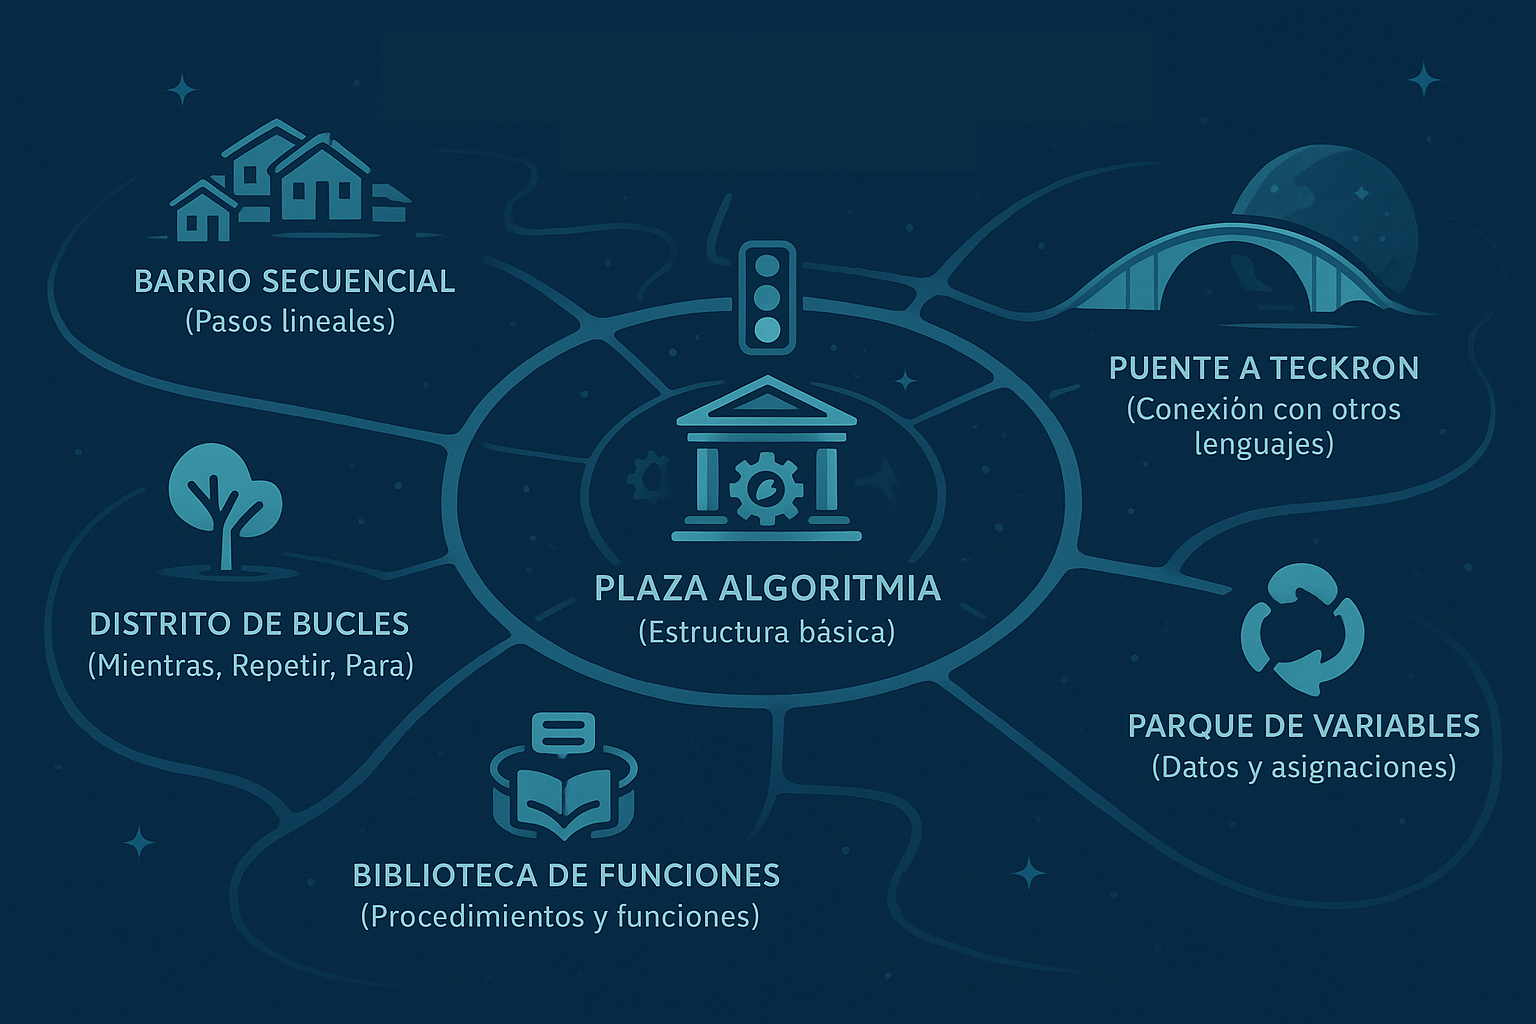 BARRIO SECUENCIAL
(Pasos lineales)
PUENTE A TECKRON
(Conexión con otros
lenguajes)
PLAZA ALGORITMIA
(Estructura básica)
DISTRITO DE BUCLES
(Mientras, Repetir, Para)
PARQUE DE VARIABLES
(Datos y asignaciones)
BIBLIOTECA DE FUNCIONES
(Procedimientos y funciones)